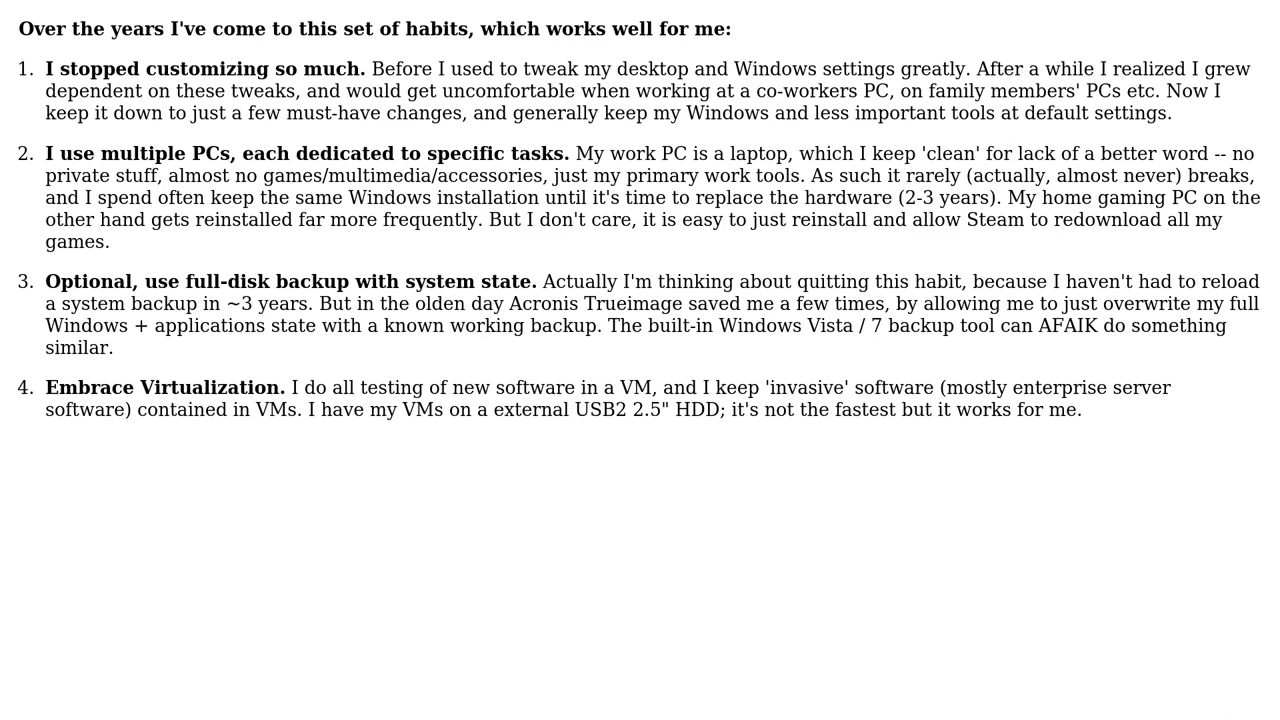 Over the years I've come to this set of habits, which works well for me:
1. I stopped customizing so much. Before I used to tweak my desktop and Windows settings greatly. After a while I realized I grew
dependent on these tweaks, and would get uncomfortable when working at a co-workers PC, on family members' PCs etc. Now I
keep it down to just a few must-have changes, and generally keep my Windows and less important tools at default settings.
2. I use multiple PCs, each dedicated to specific tasks. My work PC is a laptop, which I keep 'clean' for lack of a better word -- no
private stuff, almost no games/multimedia/accessories, just my primary work tools. As such it rarely (actually, almost never) breaks,
and I spend often keep the same Windows installation until it's time to replace the hardware (2-3 years). My home gaming PC on the
other hand gets reinstalled far more frequently. But I don't care, it is easy to just reinstall and allow Steam to redownload all my
games.
3. Optional, use full-disk backup with system state. Actually I'm thinking about quitting this habit, because I haven't had to reload
a system backup in ~3 years. But in the olden day Acronis Trueimage saved me a few times, by allowing me to just overwrite my full
Windows + applications state with a known working backup. The built-in Windows Vista / 7 backup tool can AFAIK do something
similar.
4. Embrace Virtualization. I do all testing of new software in a VM, and I keep 'invasive' software (mostly enterprise server
software) contained in VMs. I have my VMs on a external USB2 2.5" HDD; it's not the fastest but it works for me.